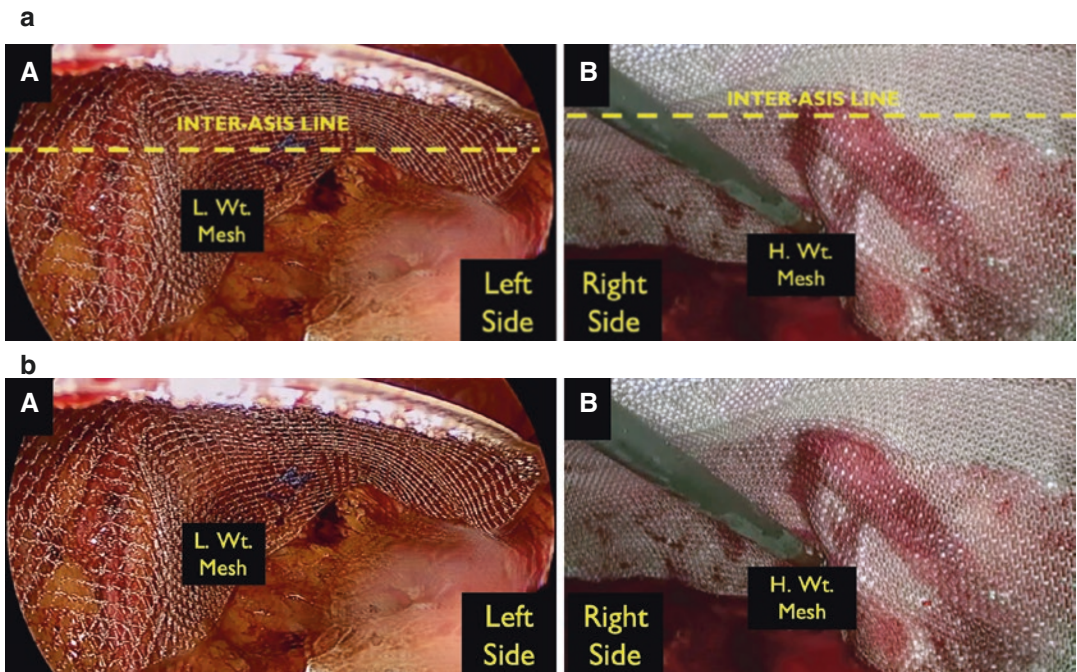 a
A
B
INTER-ASIS LINE
INTER-ASIS LINE
L. Wt.
Mesh
H. Wt.
Mesh
Left
Side
Right
Side
b
A
B
L. Wt.
Mesh
H. Wt.
Mesh
Left
Side
Right
Side